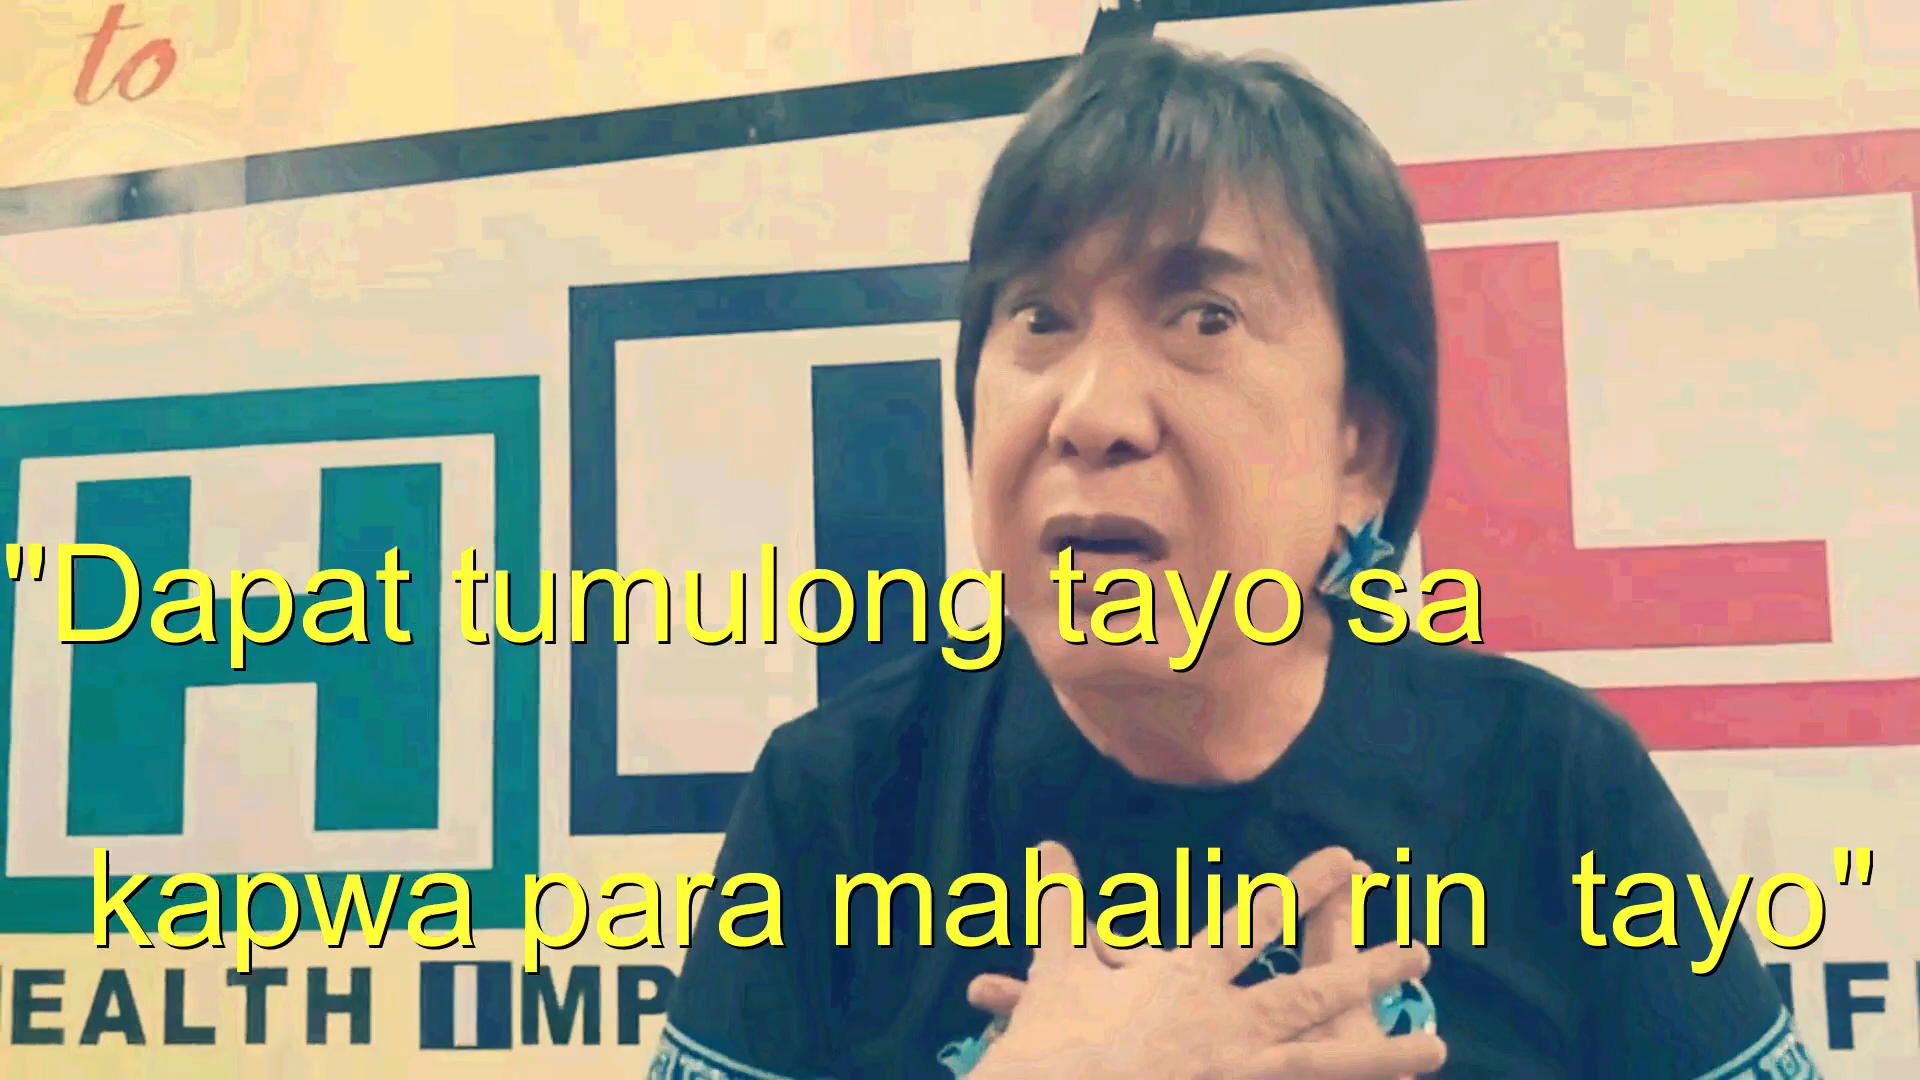 to
H I L
"Dapat tumulong tayo sa
kapwa para mahalin rin tayo"
EALTH IMP